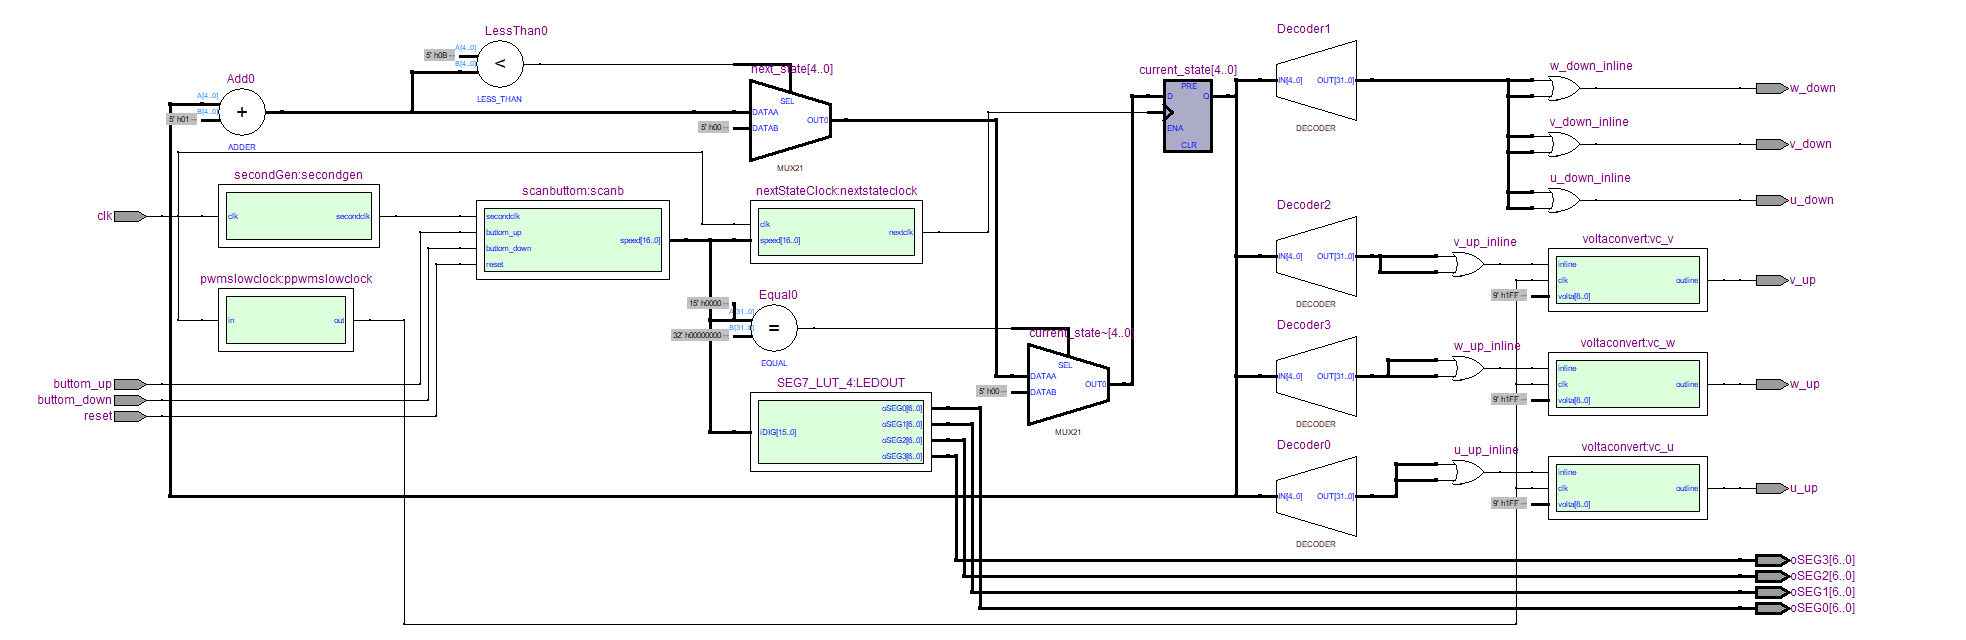 LessThan0
A[4..0]
5' h0B --
B[4..0]
<
LESS_THAN
Add0
A[4..0]
B[4..0]
5' h01 --
+
ADDER
next_state[4..0]
SEL
DATAA
OUT0
5' h00 --
DATAB
MUX21
current_state[4..0]
PRE
D
Q
ENA
CLR
Decoder1
IN[4..0]
OUT[31..0]
DECODER
w_down_inline
w_down
v_down_inline
v_down
u_down_inline
u_down
secondGen:secondgen
clk
clk
secondclk
scanbuttom:scanb
secondclk
buttom_up
speed[16..0]
buttom_down
reset
nextStateClock:nextstateclock
clk
nextclk
speed[16..0]
Decoder2
IN[4..0]
OUT[31..0]
DECODER
v_up_inline
voltaconvert:vc_v
inline
clk
outline
9' h1FF --
volta[8..0]
v_up
pwmslowclock:ppwmslowclock
in
out
Equal0
15' h0000 --
A[31..0]
B[31..0]
32' h00000000 --
=
EQUAL
current_state~[4..0]
SEL
DATAA
OUT0
5' h00 --
DATAB
MUX21
Decoder3
IN[4..0]
OUT[31..0]
DECODER
w_up_inline
voltaconvert:vc_w
inline
clk
outline
9' h1FF --
volta[8..0]
w_up
buttom_up
buttom_down
reset
SEG7_LUT_4:LEDOUT
oSEG0[6..0]
oSEG1[6..0]
iDIG[15..0]
oSEG2[6..0]
oSEG3[6..0]
Decoder0
IN[4..0]
OUT[31..0]
DECODER
u_up_inline
voltaconvert:vc_u
inline
clk
outline
9' h1FF --
volta[8..0]
u_up
oSEG3[6..0]
oSEG2[6..0]
oSEG1[6..0]
oSEG0[6..0]